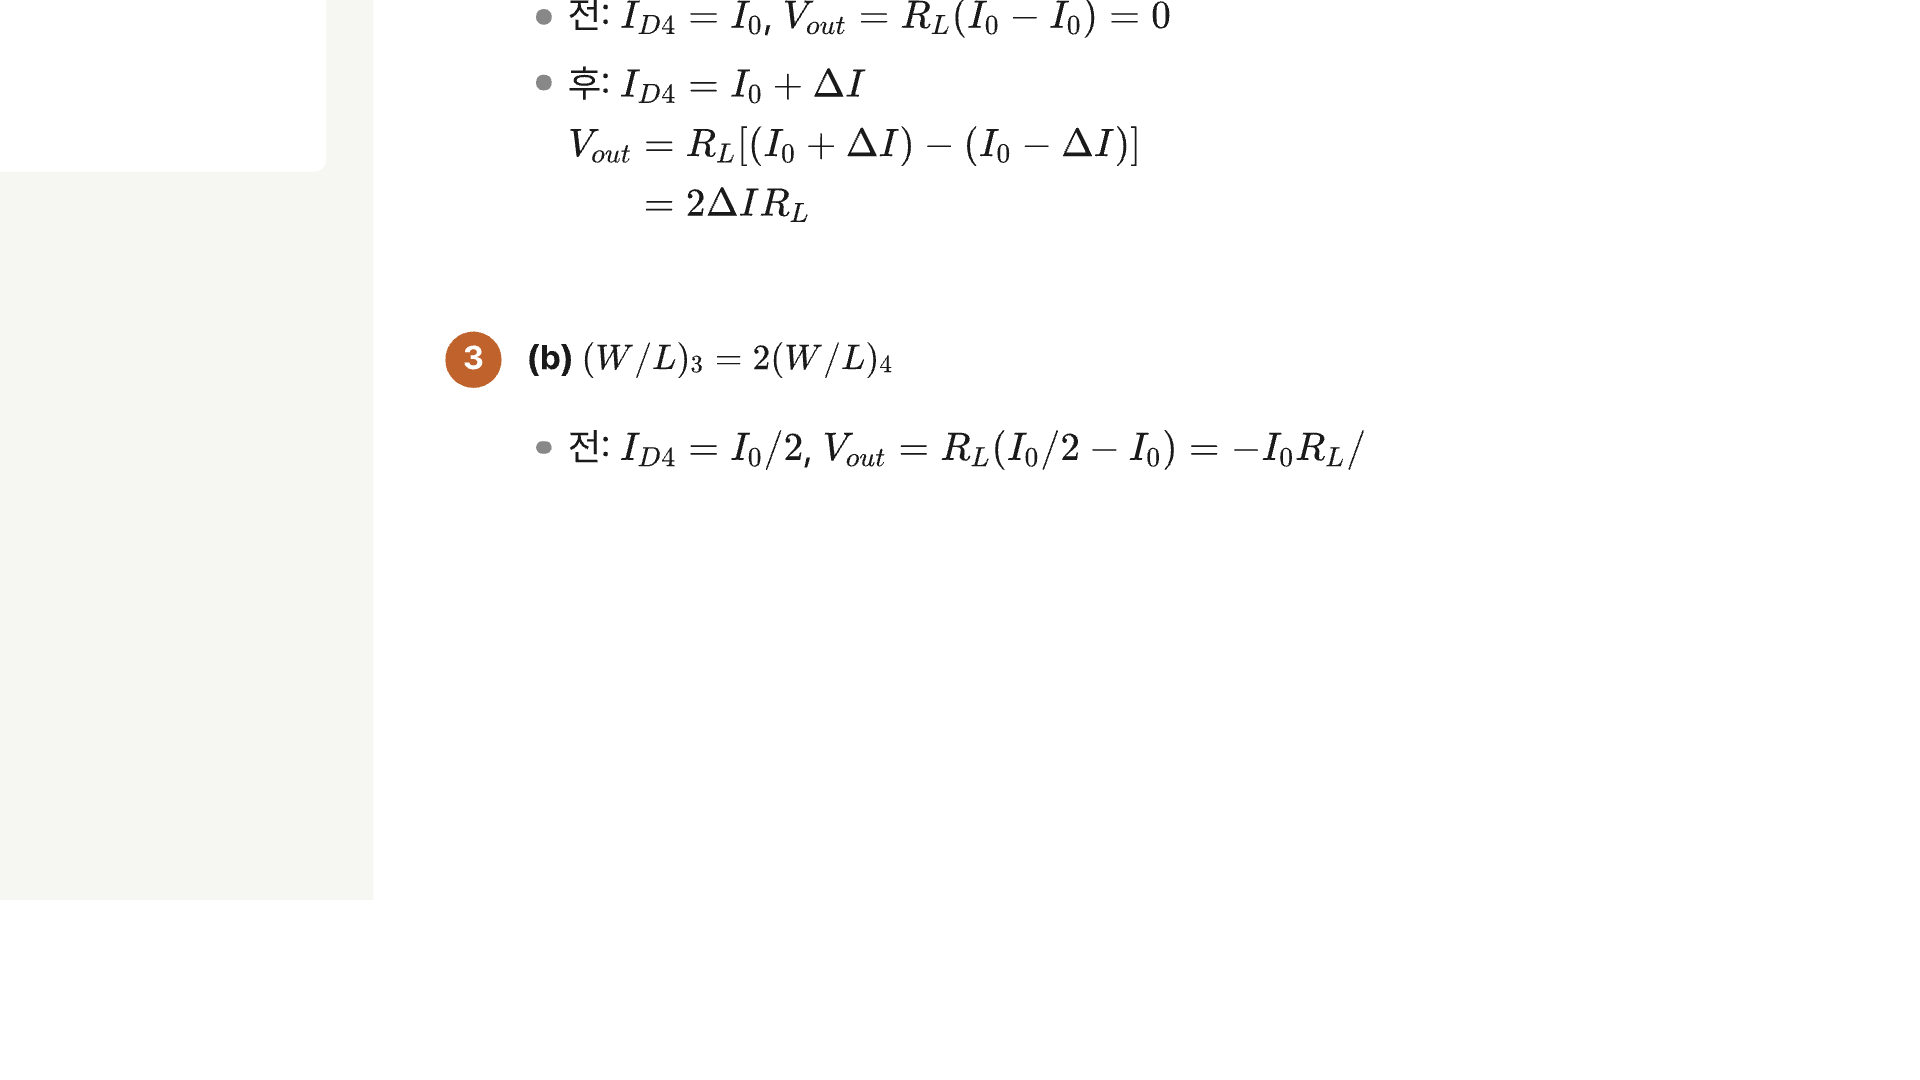 • 전: I_{D4} = I_0, V_{out} = R_L(I_0 − I_0) = 0
• 후: I_{D4} = I_0 + ΔI
V_{out} = R_L[(I_0 + ΔI) − (I_0 − ΔI)]
= 2ΔIR_L
3 (b) (W/L)_3 = 2(W/L)_4
• 전: I_{D4} = I_0/2, V_{out} = R_L(I_0/2 − I_0) = −I_0R_L/